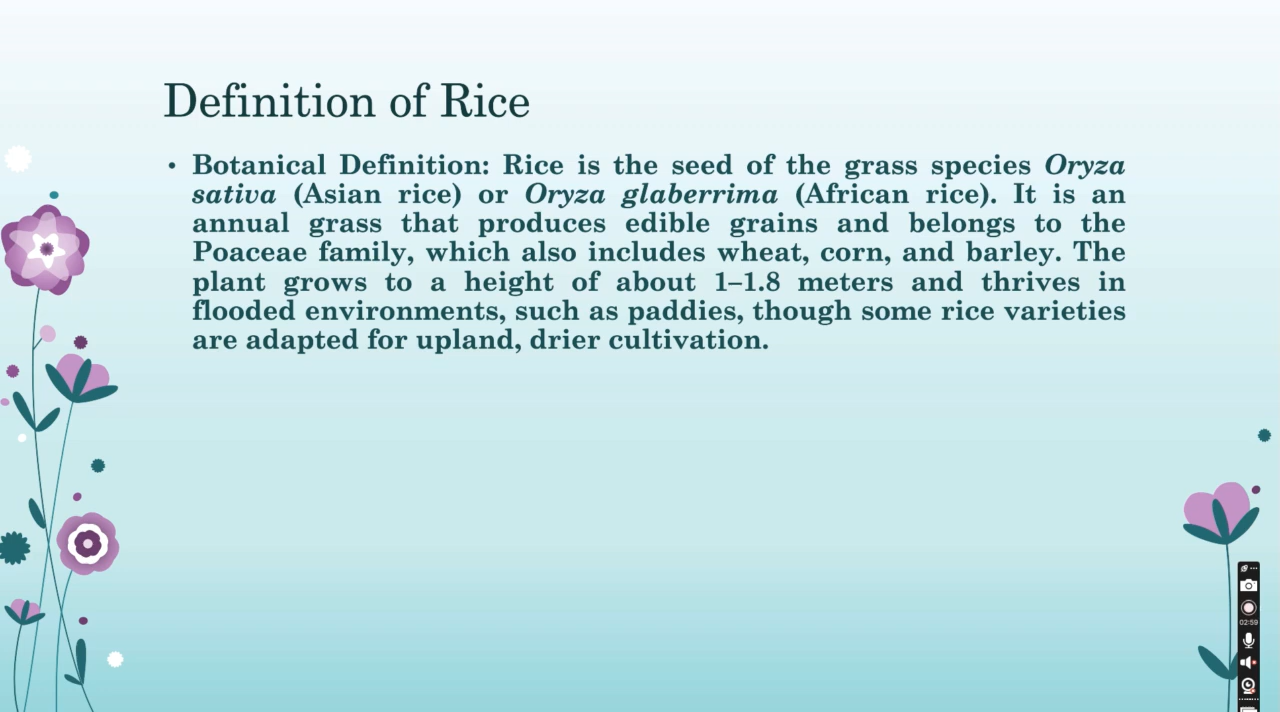 Definition of Rice
• Botanical Definition: Rice is the seed of the grass species Oryza
sativa (Asian rice) or Oryza glaberrima (African rice). It is an
annual grass that produces edible grains and belongs to the
Poaceae family, which also includes wheat, corn, and barley. The
plant grows to a height of about 1–1.8 meters and thrives in
flooded environments, such as paddies, though some rice varieties
are adapted for upland, drier cultivation.
02:59